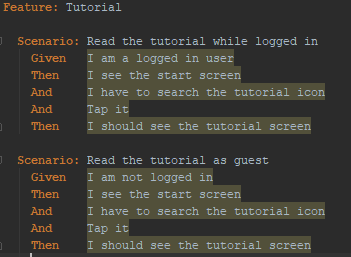 Feature: Tutorial
Scenario: Read the tutorial while logged in
Given I am a logged in user
Then I see the start screen
And I have to search the tutorial icon
And Tap it
Then I should see the tutorial screen
Scenario: Read the tutorial as guest
Given I am not logged in
Then I see the start screen
And I have to search the tutorial icon
And Tap it
Then I should see the tutorial screen